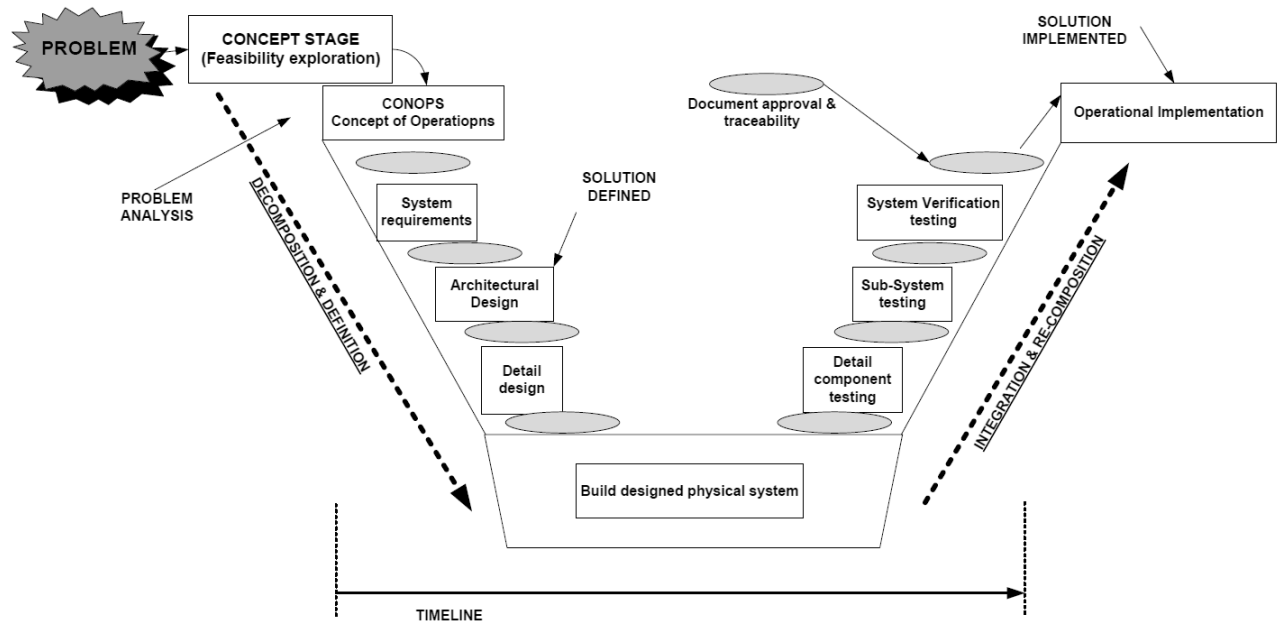 PROBLEM
CONCEPT STAGE
(Feasibility exploration)
CONOPS
Concept of Operatiopns
PROBLEM
ANALYSIS
DECOMPOSITION & DEFINITION
System
requirements
SOLUTION
DEFINED
Architectural
Design
Detail
design
Build designed physical system
Document approval &
traceability
SOLUTION
IMPLEMENTED
Operational Implementation
System Verification
testing
Sub-System
testing
Detail
component
testing
INTEGRATION & RE-COMPOSITION
TIMELINE